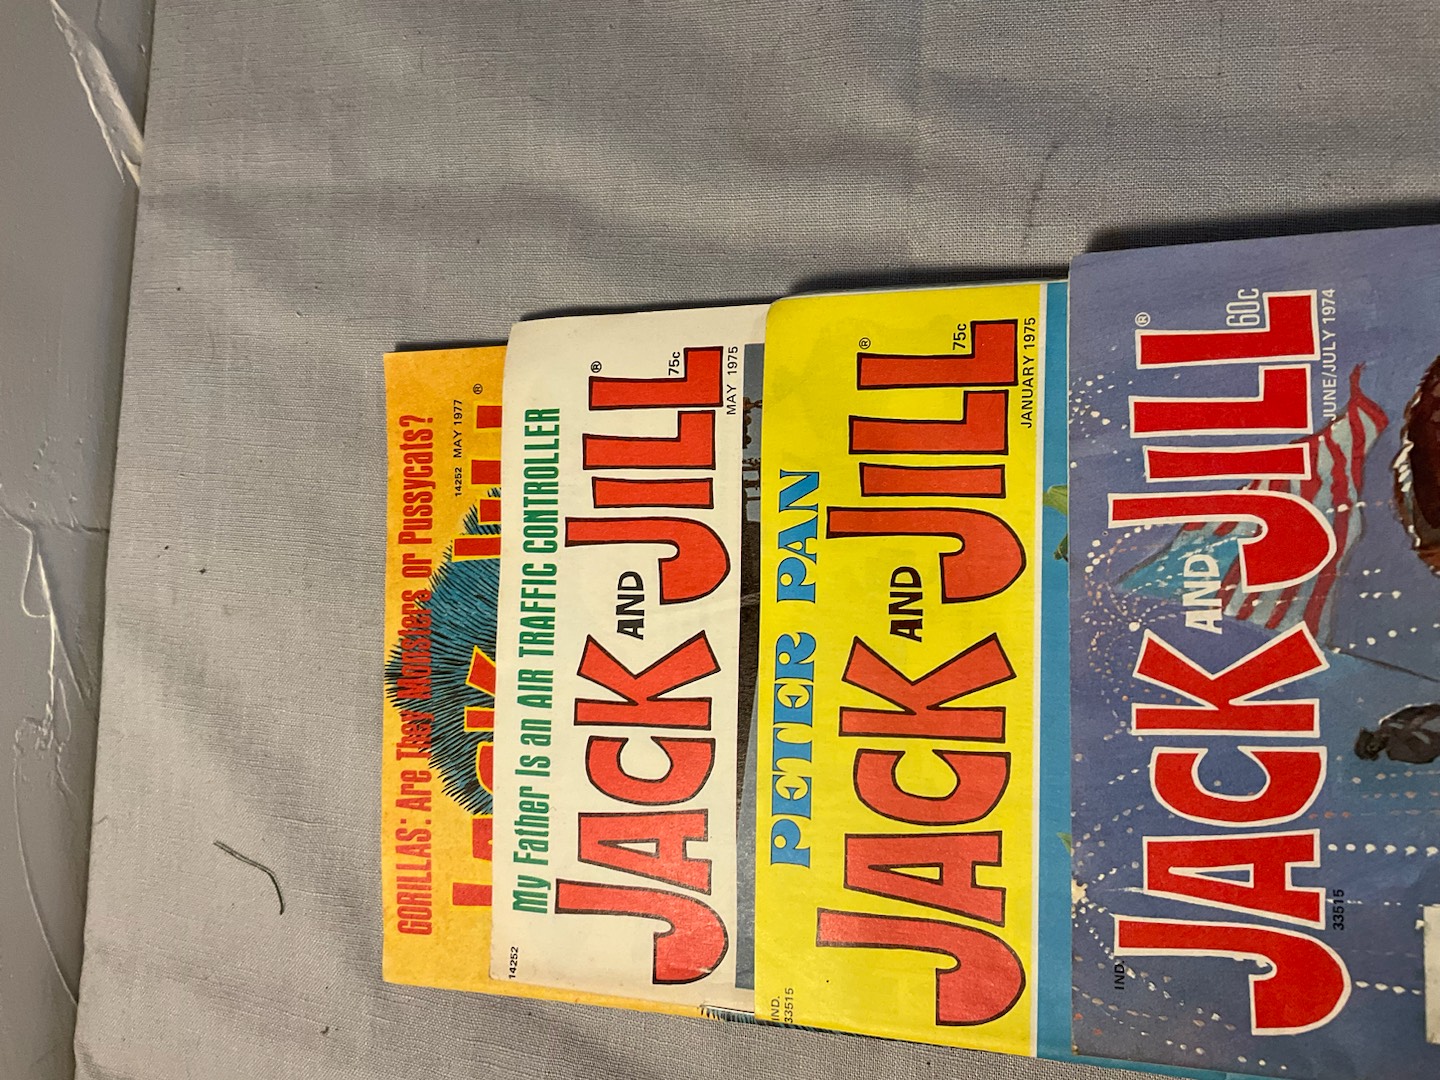 GORILLAS: Are They Monsters or Pussycats?
14252 MAY 1977
JACK Jill ®
My Father Is an AIR TRAFFIC CONTROLLER
14252
JACK AND JILL ®
75c
MAY 1975
PETER PAN
IND.
33515
JACK AND JILL ®
75c
JANUARY 1975
IND.
JACK AND JILL ®
60c
33515
JUNE/JULY 1974